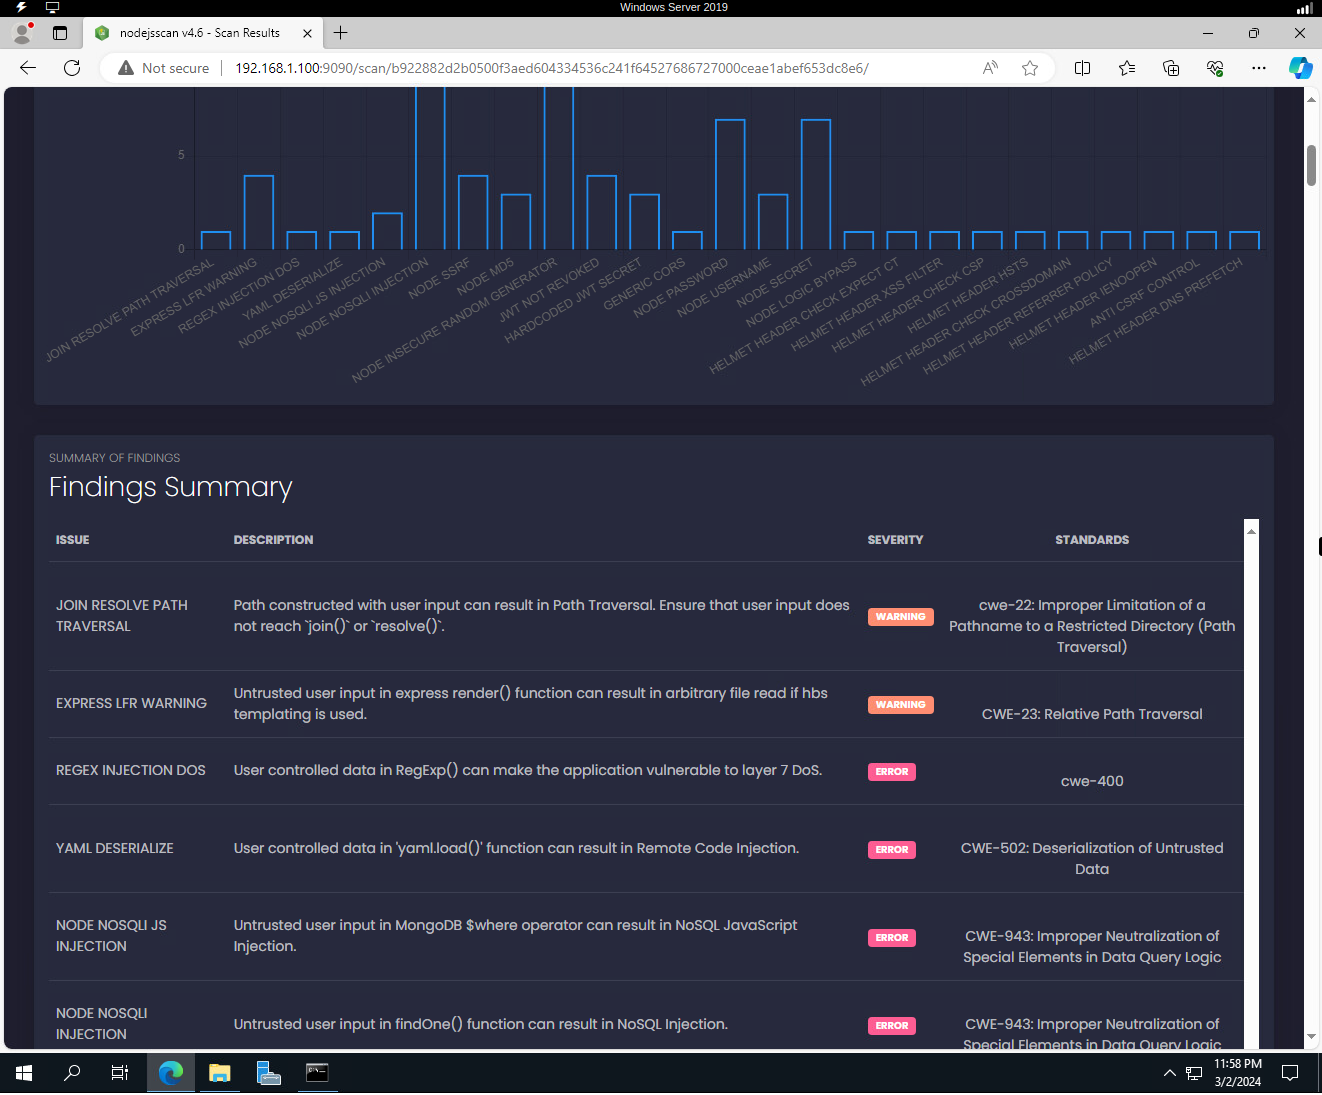 Windows Server 2019
nodejsscan v4.6 - Scan Results
Not secure
192.168.1.100:9090/scan/b922882d2b0500f3aed604334536c241f64527686727000ceae1abef653dc8e6/
5
0
JOIN RESOLVE PATH TRAVERSAL
EXPRESS LFR WARNING
REGEX INJECTION DOS
YAML DESERIALIZE
NODE NOSQLI JS INJECTION
NODE NOSQLI INJECTION
NODE SSRF
NODE MD5
NODE INSECURE RANDOM GENERATOR
JWT NOT REVOKED
HARDCODED JWT SECRET
GENERIC CORS
NODE PASSWORD
NODE USERNAME
NODE SECRET
NODE LOGIC BYPASS
HELMET HEADER CHECK EXPECT CT
HELMET HEADER XSS FILTER
HELMET HEADER CHECK CSP
HELMET HEADER HSTS
HELMET HEADER CHECK CROSSDOMAIN
HELMET HEADER REFERRER POLICY
HELMET HEADER IENOOPEN
ANTI CSRF CONTROL
HELMET HEADER DNS PREFETCH
SUMMARY OF FINDINGS
Findings Summary
ISSUE DESCRIPTION SEVERITY STANDARDS
JOIN RESOLVE PATH
TRAVERSAL
Path constructed with user input can result in Path Traversal. Ensure that user input does
not reach `join()` or `resolve()`.
WARNING
cwe-22: Improper Limitation of a
Pathname to a Restricted Directory (Path
Traversal)
EXPRESS LFR WARNING
Untrusted user input in express render() function can result in arbitrary file read if hbs
templating is used.
WARNING
CWE-23: Relative Path Traversal
REGEX INJECTION DOS
User controlled data in RegExp() can make the application vulnerable to layer 7 DoS.
ERROR
cwe-400
YAML DESERIALIZE
User controlled data in 'yaml.load()' function can result in Remote Code Injection.
ERROR
CWE-502: Deserialization of Untrusted
Data
NODE NOSQLI JS
INJECTION
Untrusted user input in MongoDB $where operator can result in NoSQL JavaScript
Injection.
ERROR
CWE-943: Improper Neutralization of
Special Elements in Data Query Logic
NODE NOSQLI
INJECTION
Untrusted user input in findOne() function can result in NoSQL Injection.
ERROR
CWE-943: Improper Neutralization of
Special Elements in Data Query Logic
11:58 PM
3/2/2024